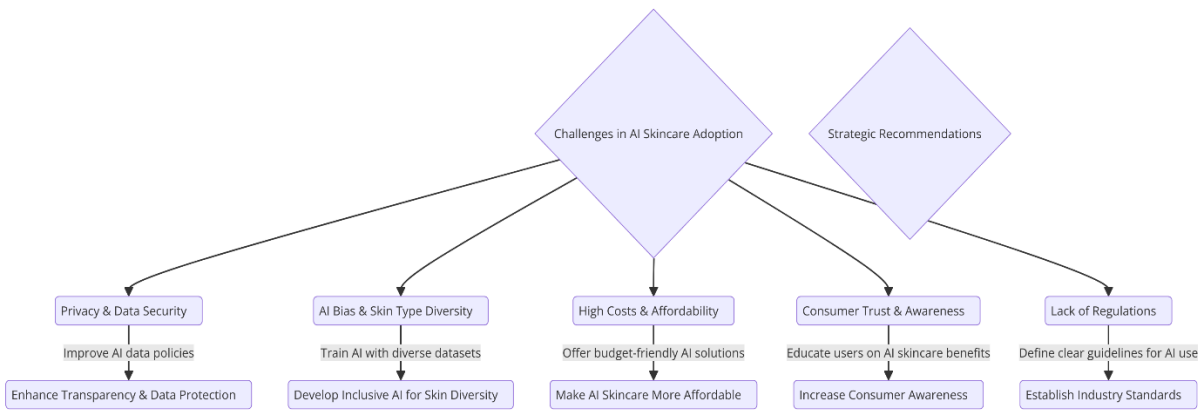 Challenges in AI Skincare Adoption
Strategic Recommendations
Privacy & Data Security
AI Bias & Skin Type Diversity
High Costs & Affordability
Consumer Trust & Awareness
Lack of Regulations
Improve AI data policies
Train AI with diverse datasets
Offer budget-friendly AI solutions
Educate users on AI skincare benefits
Define clear guidelines for AI use
Enhance Transparency & Data Protection
Develop Inclusive AI for Skin Diversity
Make AI Skincare More Affordable
Increase Consumer Awareness
Establish Industry Standards